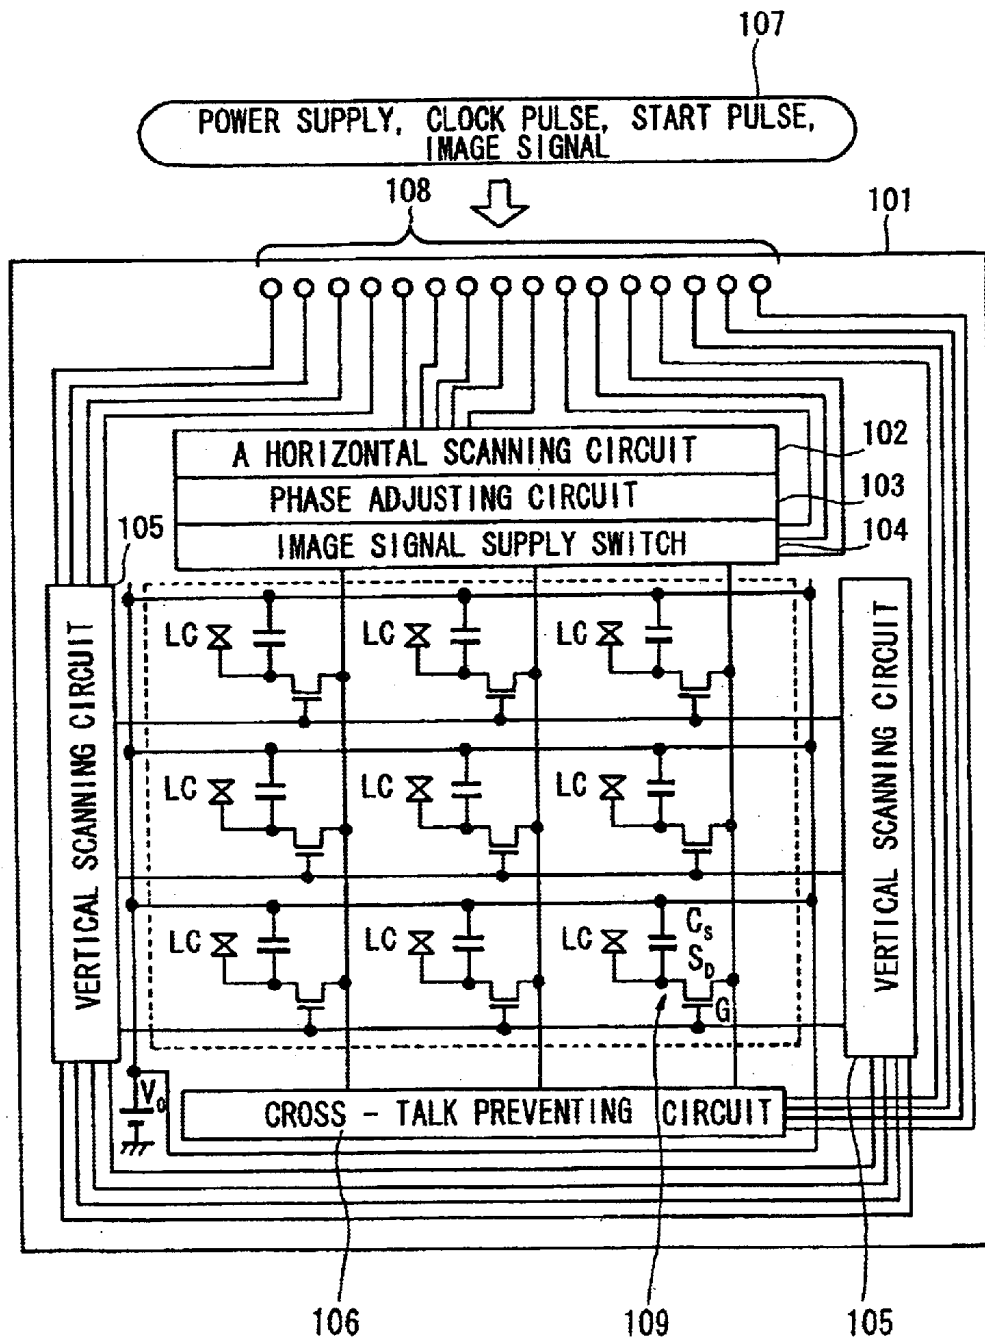 107
POWER SUPPLY, CLOCK PULSE, START PULSE,
IMAGE SIGNAL
108
101
A HORIZONTAL SCANNING CIRCUIT
102
PHASE ADJUSTING CIRCUIT
103
IMAGE SIGNAL SUPPLY SWITCH
104
105
VERTICAL SCANNING CIRCUIT
VERTICAL SCANNING CIRCUIT
LC LC LC
LC LC LC
LC LC LC
Cs
SD
G
V0
CROSS - TALK PREVENTING CIRCUIT
106
109
105